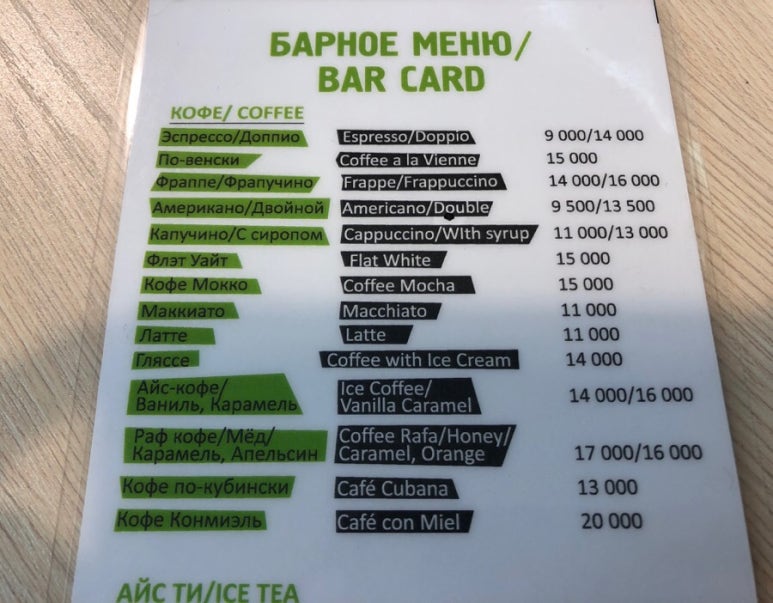 БАРНОЕ МЕНЮ/
BAR CARD
КОФЕ/ COFFEE
Эспрессо/Доппио Espresso/Doppio 9 000/14 000
По-венски Coffee a la Vienne 15 000
Фраппе/Фрапучино Frappe/Frappuccino 14 000/16 000
Американо/Двойной Americano/Double 9 500/13 500
Капучино/С сиропом Cappuccino/WIth syrup 11 000/13 000
Флэт Уайт Flat White 15 000
Кофе Мокко Coffee Mocha 15 000
Маккиато Macchiato 11 000
Латте Latte 11 000
Гляссе Coffee with Ice Cream 14 000
Айс-кофе/ Ice Coffee/
Ваниль, Карамель Vanilla Caramel 14 000/16 000
Раф кофе/Мёд/ Coffee Rafa/Honey/
Карамель, Апельсин Caramel, Orange 17 000/16 000
Кофе по-кубински Café Cubana 13 000
Кофе Конмиэль Café con Miel 20 000
АЙС ТИ/ICE TEA